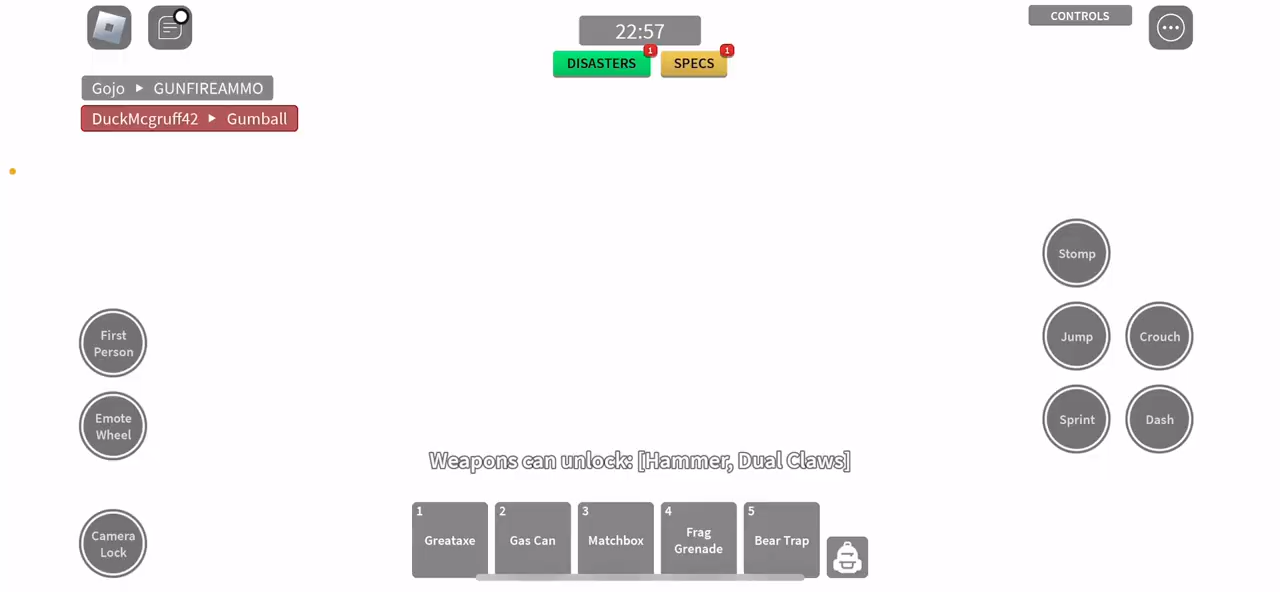 22:57
CONTROLS
DISASTERS 1
SPECS 1
Gojo ▸ GUNFIREAMMO
DuckMcgruff42 ▸ Gumball
Stomp
First
Person
Jump
Crouch
Emote
Wheel
Sprint
Dash
Weapons can unlock: [Hammer, Dual Claws]
Camera
Lock
1 Greataxe
2 Gas Can
3 Matchbox
4 Frag
Grenade
5 Bear Trap